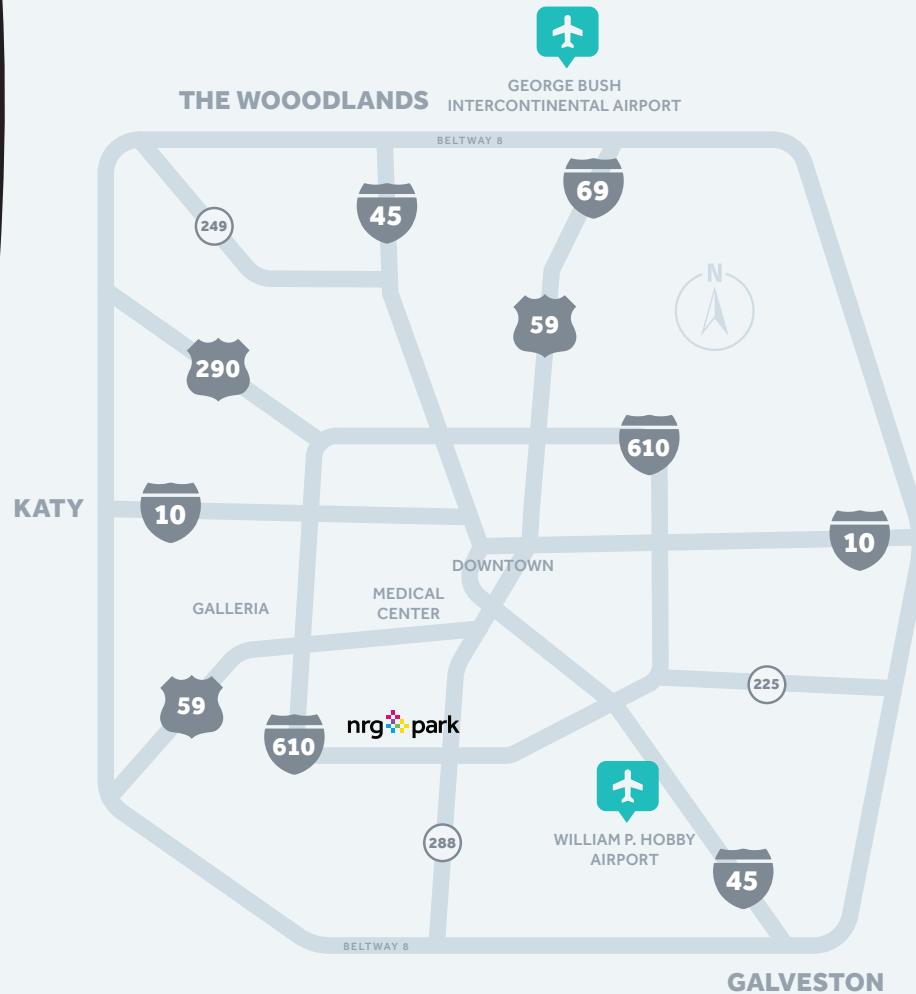 GEORGE BUSH
INTERCONTINENTAL AIRPORT
THE WOOODLANDS
BELTWAY 8
69
45
249
N
59
290
610
KATY
10
10
DOWNTOWN
MEDICAL
CENTER
GALLERIA
225
59
nrg park
610
WILLIAM P. HOBBY
AIRPORT
288
45
BELTWAY 8
GALVESTON